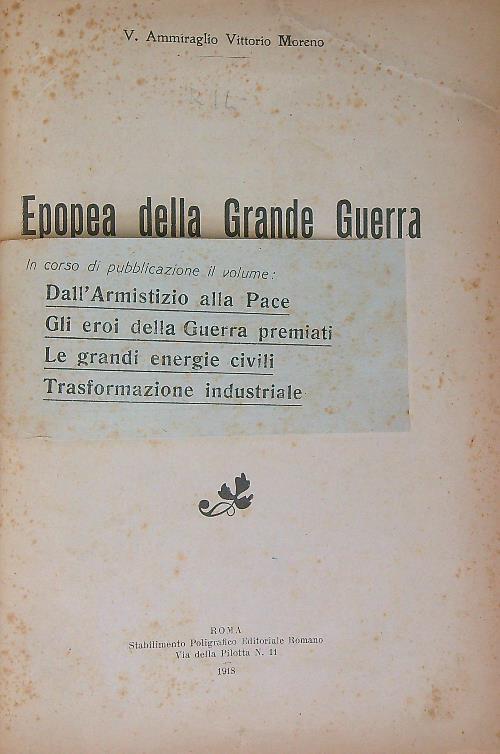 V. Ammiraglio Vittorio Moreno
Epopea della Grande Guerra
In corso di pubblicazione il volume:
Dall'Armistizio alla Pace
Gli eroi della Guerra premiati
Le grandi energie civili
Trasformazione industriale
ROMA
Stabilimento Poligrafico Editoriale Romano
Via della Pilotta N. 11
1918